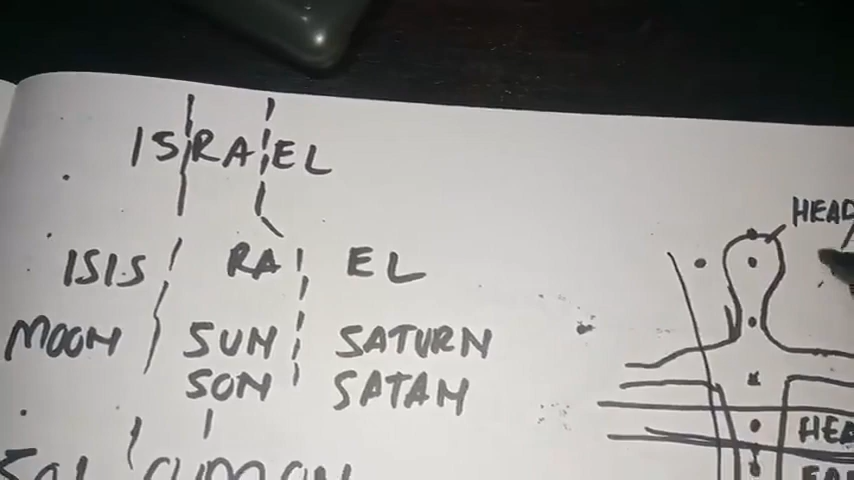 IS RA EL
ISIS RA EL
MOON SUN SATURN
SON SATAN
HEAD
HEA